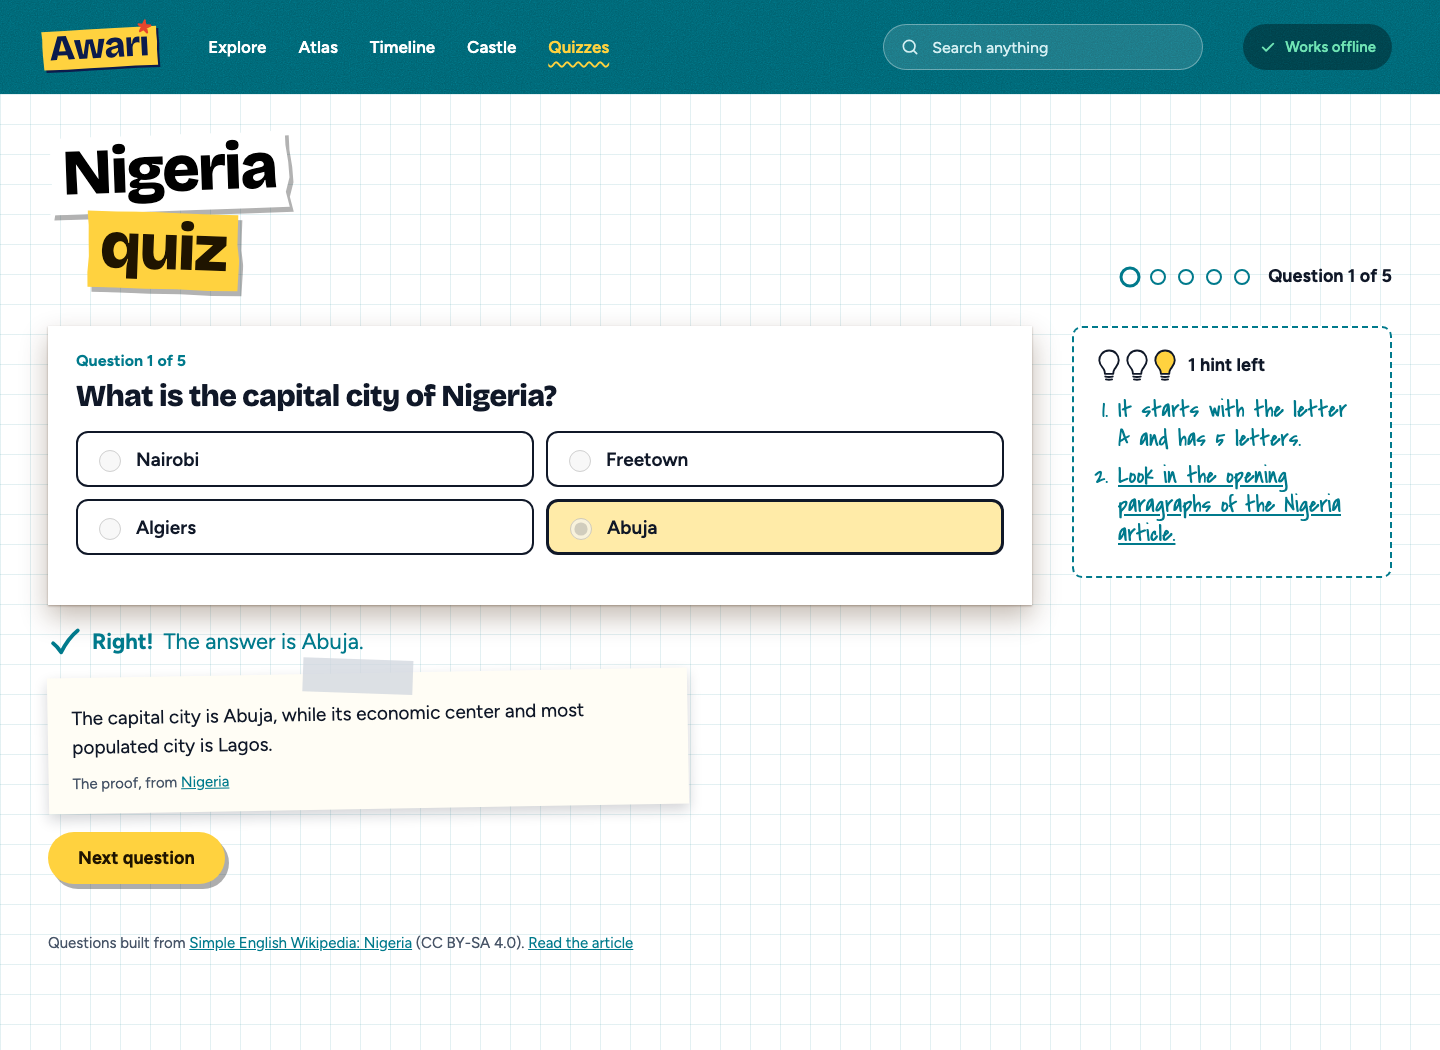 Awari
Explore
Atlas
Timeline
Castle
Quizzes
Search anything
Works offline
Nigeria
quiz
Question 1 of 5
Question 1 of 5
What is the capital city of Nigeria?
Nairobi
Freetown
Algiers
Abuja
1 hint left
1. It starts with the letter
A and has 5 letters.
2. Look in the opening
paragraphs of the Nigeria
article.
Right! The answer is Abuja.
The capital city is Abuja, while its economic center and most
populated city is Lagos.
The proof, from Nigeria
Next question
Questions built from Simple English Wikipedia: Nigeria (CC BY-SA 4.0). Read the article